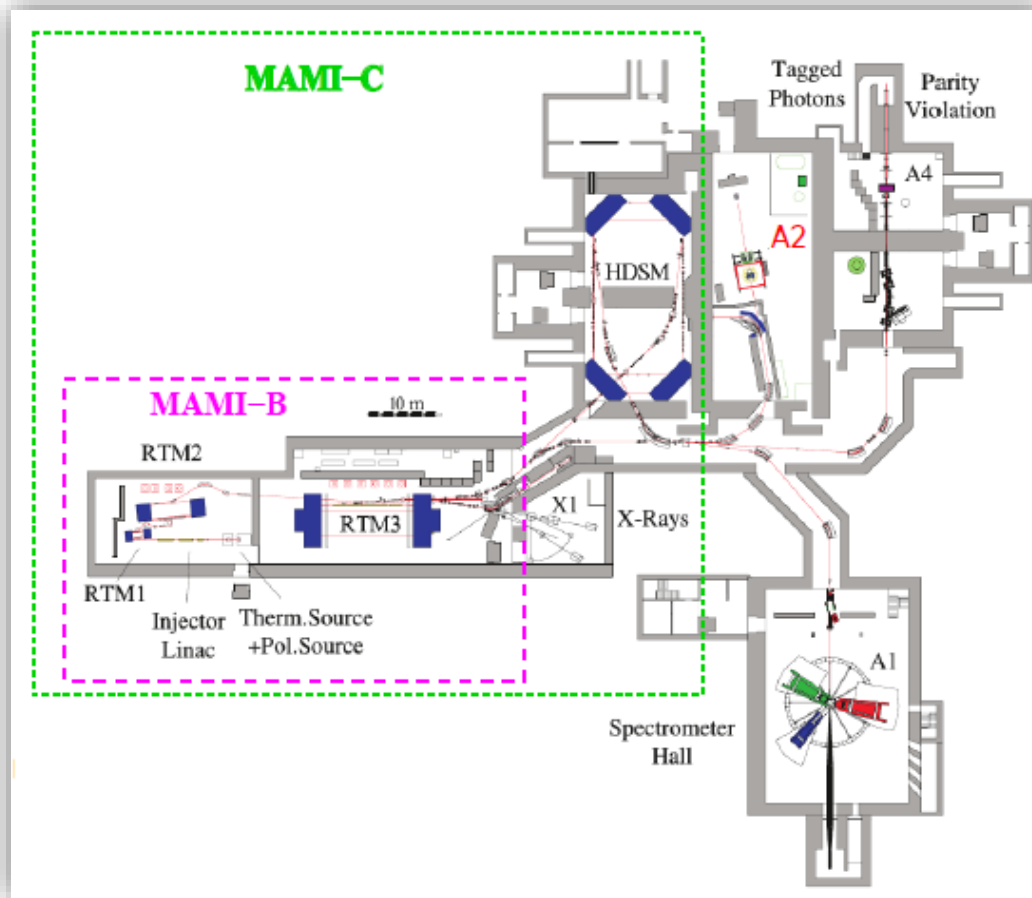 MAMI-C
Tagged
Photons
Parity
Violation
A4
A2
HDSM
MAMI-B
10 m
RTM2
RTM3
X1
X-Rays
RTM1
Injector
Linac
Therm.Source
+Pol.Source
A1
Spectrometer
Hall